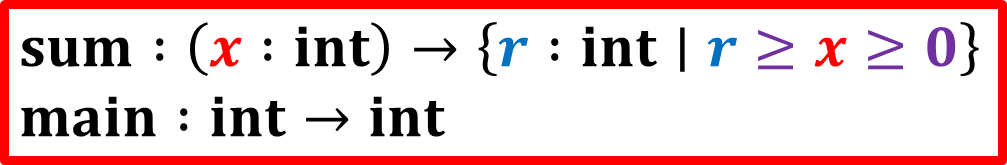 sum : (x : int) → {r : int | r ≥ x ≥ 0}
main : int → int